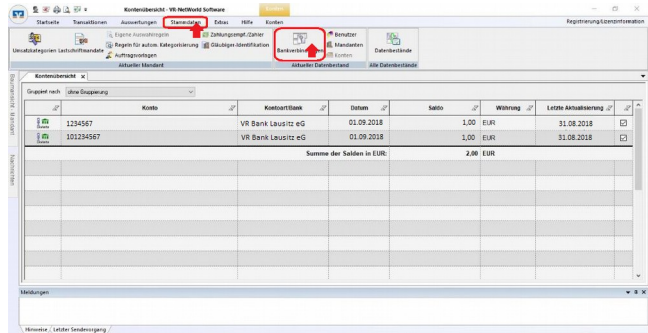 Kontenübersicht - VR-NetWorld Software
Konten
Startseite Transaktionen Auswertungen Stammdaten Extras Hilfe Konten
Registrierung/Lizenzinformation
Umsatzkategorien Lastschriftmandate
Eigene Auswahlregeln
Regeln für autom. Kategorisierung
Auftragsvorlagen
Zahlungsempf./Zahler
Gläubiger-Identifikation
Aktueller Mandant
Benutzer
Mandanten
Konten
Aktueller Datenbestand
Datenbestände
Alle Datenbestände
Kontenübersicht x
Gruppiert nach ohne Gruppierung
Konto Kontoart/Bank Datum Saldo Währung Letzte Aktualisierung
1234567 VR Bank Lausitz eG 01.09.2018 1,00 EUR 31.08.2018
101234567 VR Bank Lausitz eG 01.09.2018 1,00 EUR 31.08.2018
Summe der Salden in EUR: 2,00 EUR
Nachrichten
Meldungen
Hinweise / Letzter Sendevorgang